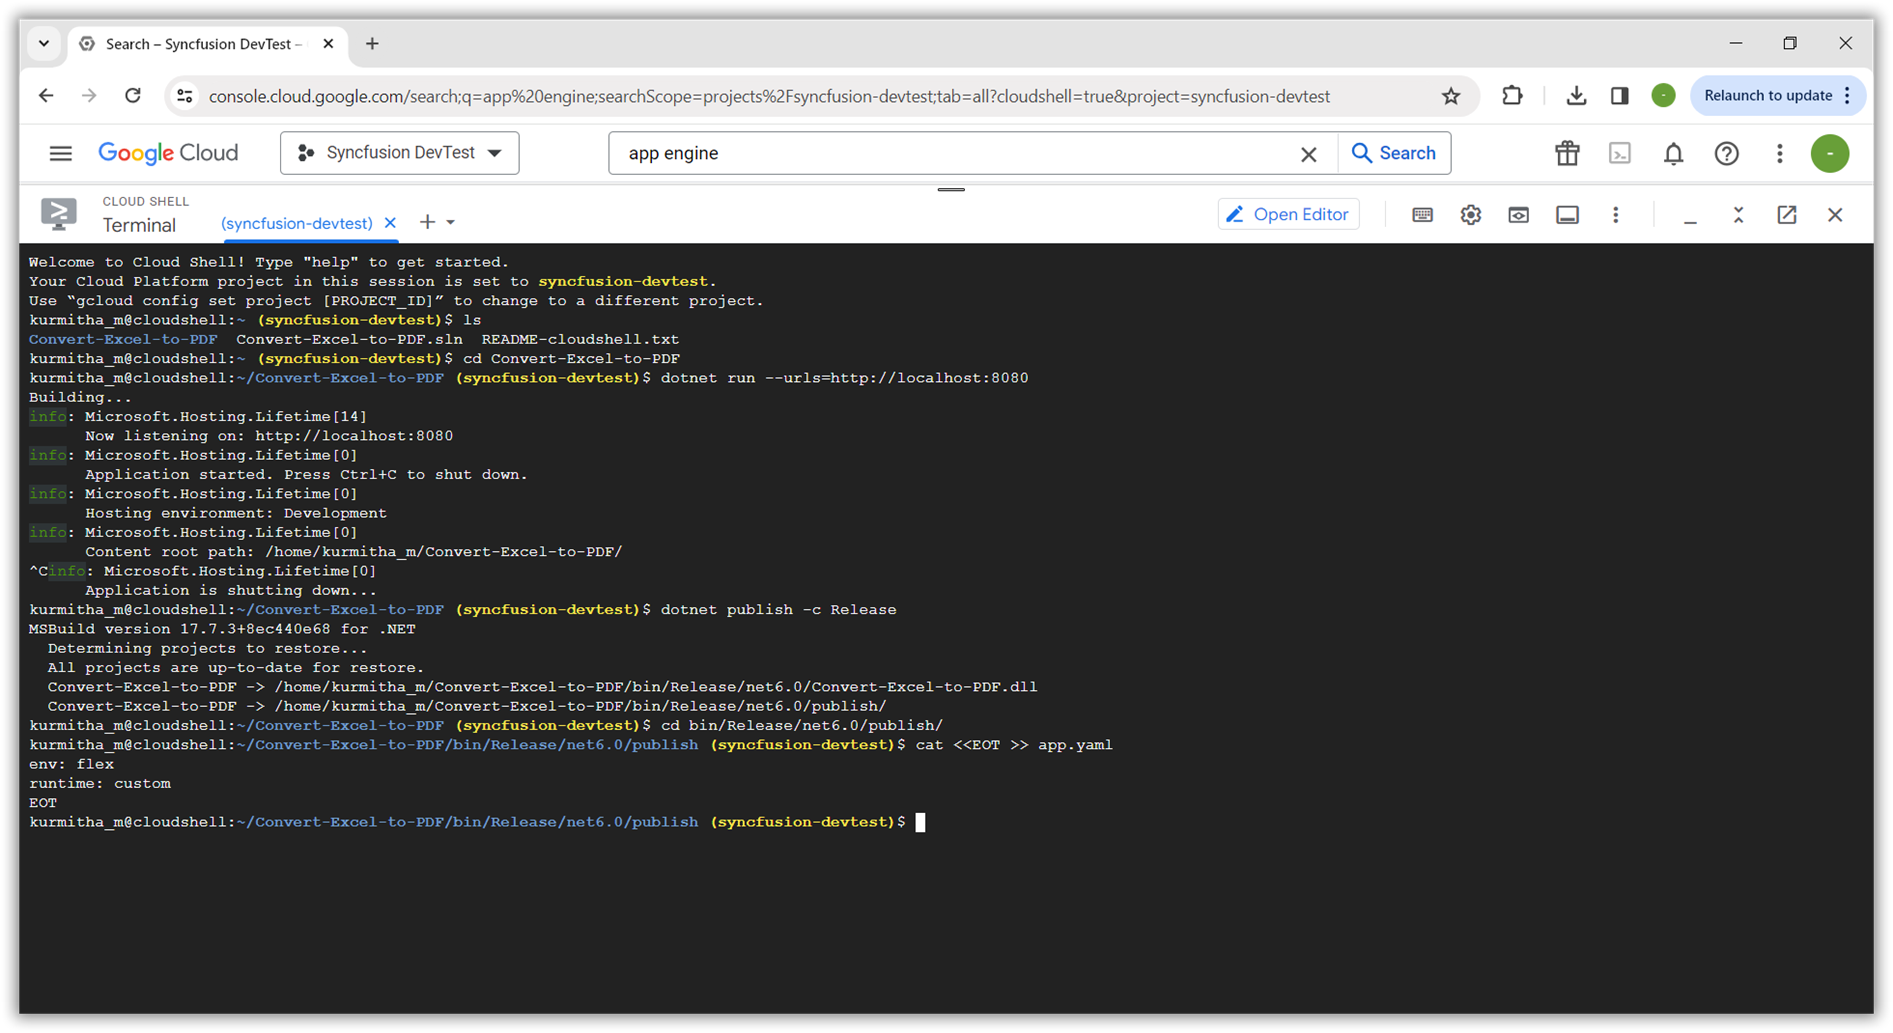 Search – Syncfusion DevTest –
console.cloud.google.com/search;q=app%20engine;searchScope=projects%2Fsyncfusion-devtest;tab=all?cloudshell=true&project=syncfusion-devtest
Relaunch to update
Google Cloud
Syncfusion DevTest
app engine
Search
CLOUD SHELL
Terminal
(syncfusion-devtest)
Open Editor
Welcome to Cloud Shell! Type "help" to get started.
Your Cloud Platform project in this session is set to syncfusion-devtest.
Use “gcloud config set project [PROJECT_ID]” to change to a different project.
kurmitha_m@cloudshell:~ (syncfusion-devtest)$ ls
Convert-Excel-to-PDF  Convert-Excel-to-PDF.sln  README-cloudshell.txt
kurmitha_m@cloudshell:~ (syncfusion-devtest)$ cd Convert-Excel-to-PDF
kurmitha_m@cloudshell:~/Convert-Excel-to-PDF (syncfusion-devtest)$ dotnet run --urls=http://localhost:8080
Building...
info: Microsoft.Hosting.Lifetime[14]
Now listening on: http://localhost:8080
info: Microsoft.Hosting.Lifetime[0]
Application started. Press Ctrl+C to shut down.
info: Microsoft.Hosting.Lifetime[0]
Hosting environment: Development
info: Microsoft.Hosting.Lifetime[0]
Content root path: /home/kurmitha_m/Convert-Excel-to-PDF/
^Cinfo: Microsoft.Hosting.Lifetime[0]
Application is shutting down...
kurmitha_m@cloudshell:~/Convert-Excel-to-PDF (syncfusion-devtest)$ dotnet publish -c Release
MSBuild version 17.7.3+8ec440e68 for .NET
Determining projects to restore...
All projects are up-to-date for restore.
Convert-Excel-to-PDF -> /home/kurmitha_m/Convert-Excel-to-PDF/bin/Release/net6.0/Convert-Excel-to-PDF.dll
Convert-Excel-to-PDF -> /home/kurmitha_m/Convert-Excel-to-PDF/bin/Release/net6.0/publish/
kurmitha_m@cloudshell:~/Convert-Excel-to-PDF (syncfusion-devtest)$ cd bin/Release/net6.0/publish/
kurmitha_m@cloudshell:~/Convert-Excel-to-PDF/bin/Release/net6.0/publish (syncfusion-devtest)$ cat <<EOT >> app.yaml
env: flex
runtime: custom
EOT
kurmitha_m@cloudshell:~/Convert-Excel-to-PDF/bin/Release/net6.0/publish (syncfusion-devtest)$